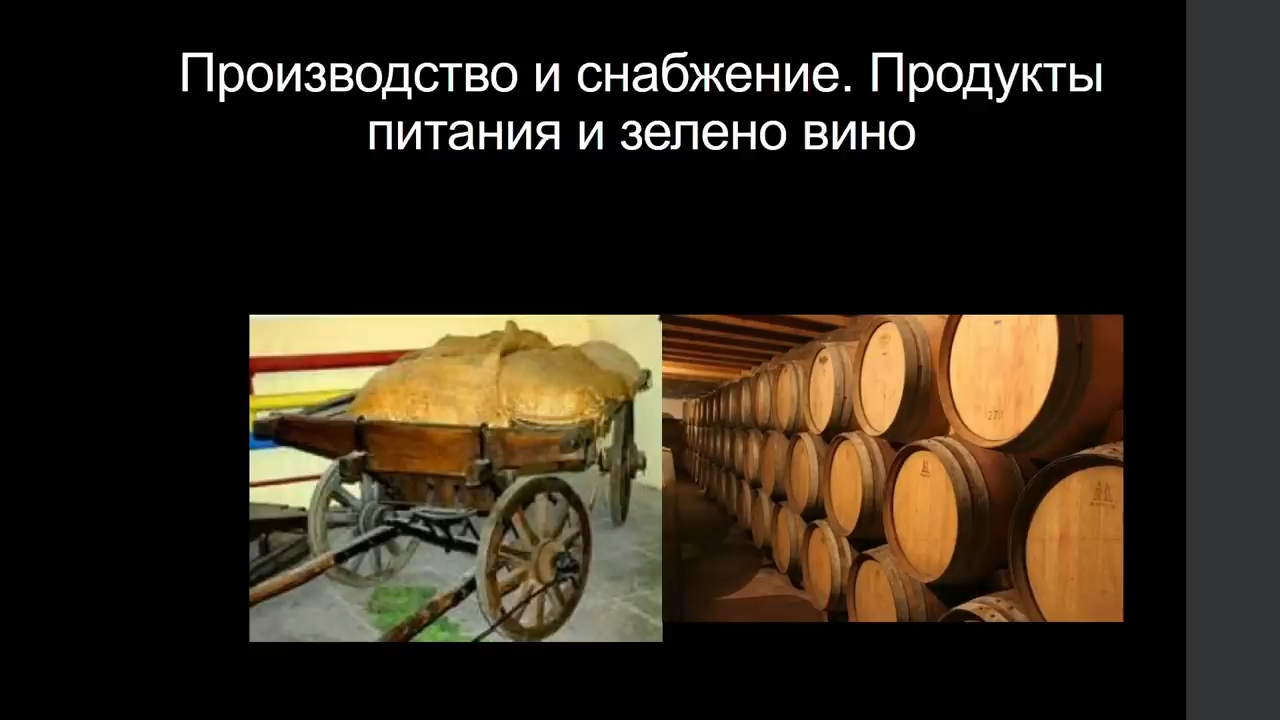 Производство и снабжение. Продукты
питания и зелено вино